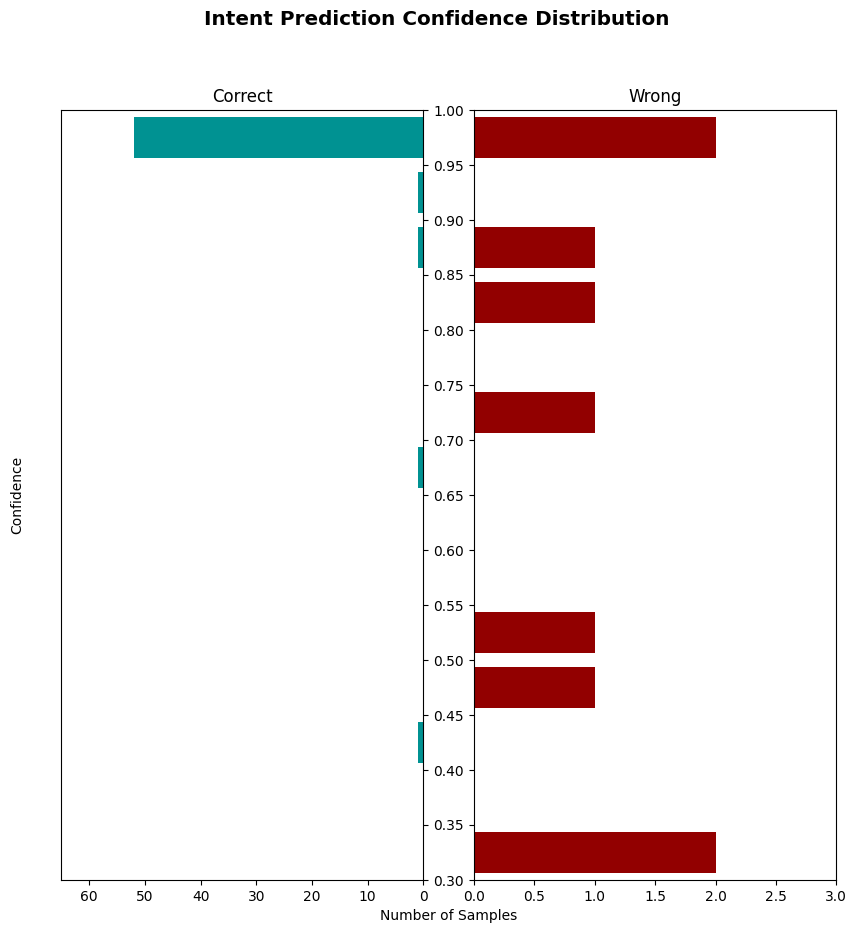 Intent Prediction Confidence Distribution
Correct
Wrong
1.00
0.95
0.90
0.85
0.80
0.75
0.70
0.65
0.60
0.55
0.50
0.45
0.40
0.35
0.30
Confidence
60 50 40 30 20 10 0
0.0 0.5 1.0 1.5 2.0 2.5 3.0
Number of Samples